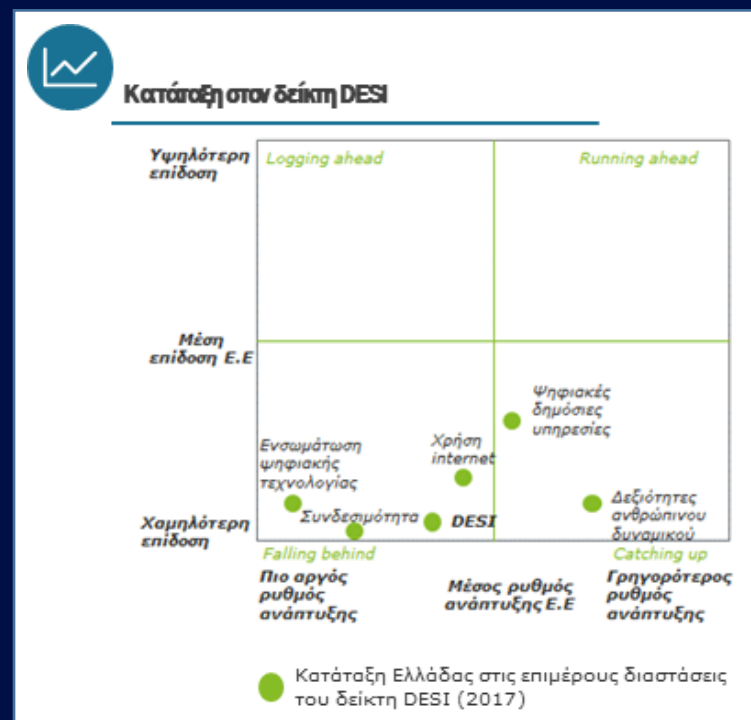 Κατάταξη στον δείκτη DESI
Υψηλότερη
επίδοση
Logging ahead
Running ahead
Μέση
επίδοση Ε.Ε
Ψηφιακές
δημόσιες
υπηρεσίες
Χρήση
internet
Ενσωμάτωση
ψηφιακής
τεχνολογίας
Συνδεσιμότητα
DESI
Δεξιότητες
ανθρώπινου
δυναμικού
Χαμηλότερη
επίδοση
Falling behind
Catching up
Πιο αργός
ρυθμός
ανάπτυξης
Μέσος ρυθμός
ανάπτυξης Ε.Ε
Γρηγορότερος
ρυθμός
ανάπτυξης
Κατάταξη Ελλάδας στις επιμέρους διαστάσεις
του δείκτη DESI (2017)